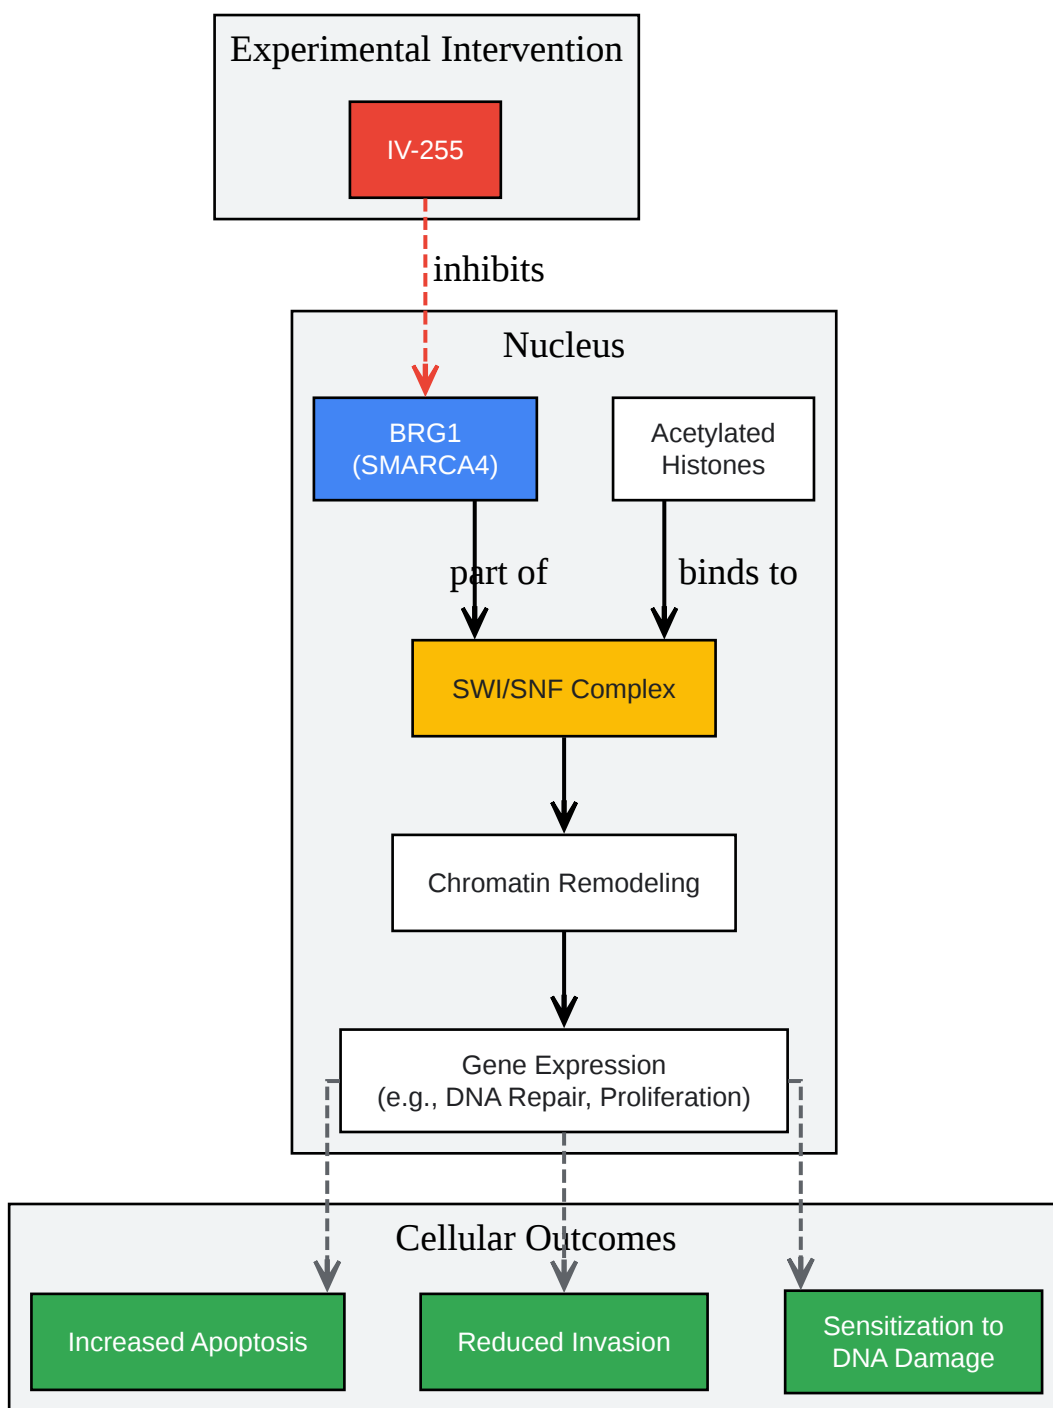 Experimental Intervention
IV-255
inhibits
Nucleus
BRG1
(SMARCA4)
Acetylated
Histones
part of
binds to
SWI/SNF Complex
Chromatin Remodeling
Gene Expression
(e.g., DNA Repair, Proliferation)
Cellular Outcomes
Increased Apoptosis
Reduced Invasion
Sensitization to
DNA Damage